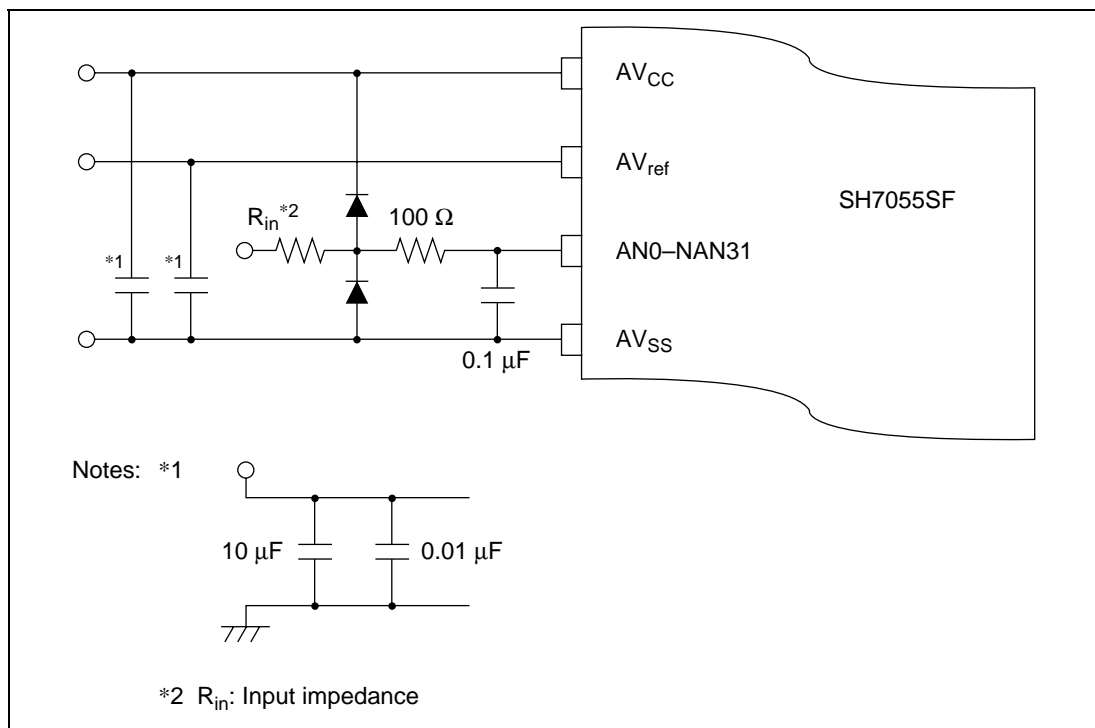 AVCC
AVref
SH7055SF
Rin*2
100 Ω
*1
*1
AN0–NAN31
AVSS
0.1 μF
Notes: *1
10 μF
0.01 μF
*2 Rin: Input impedance